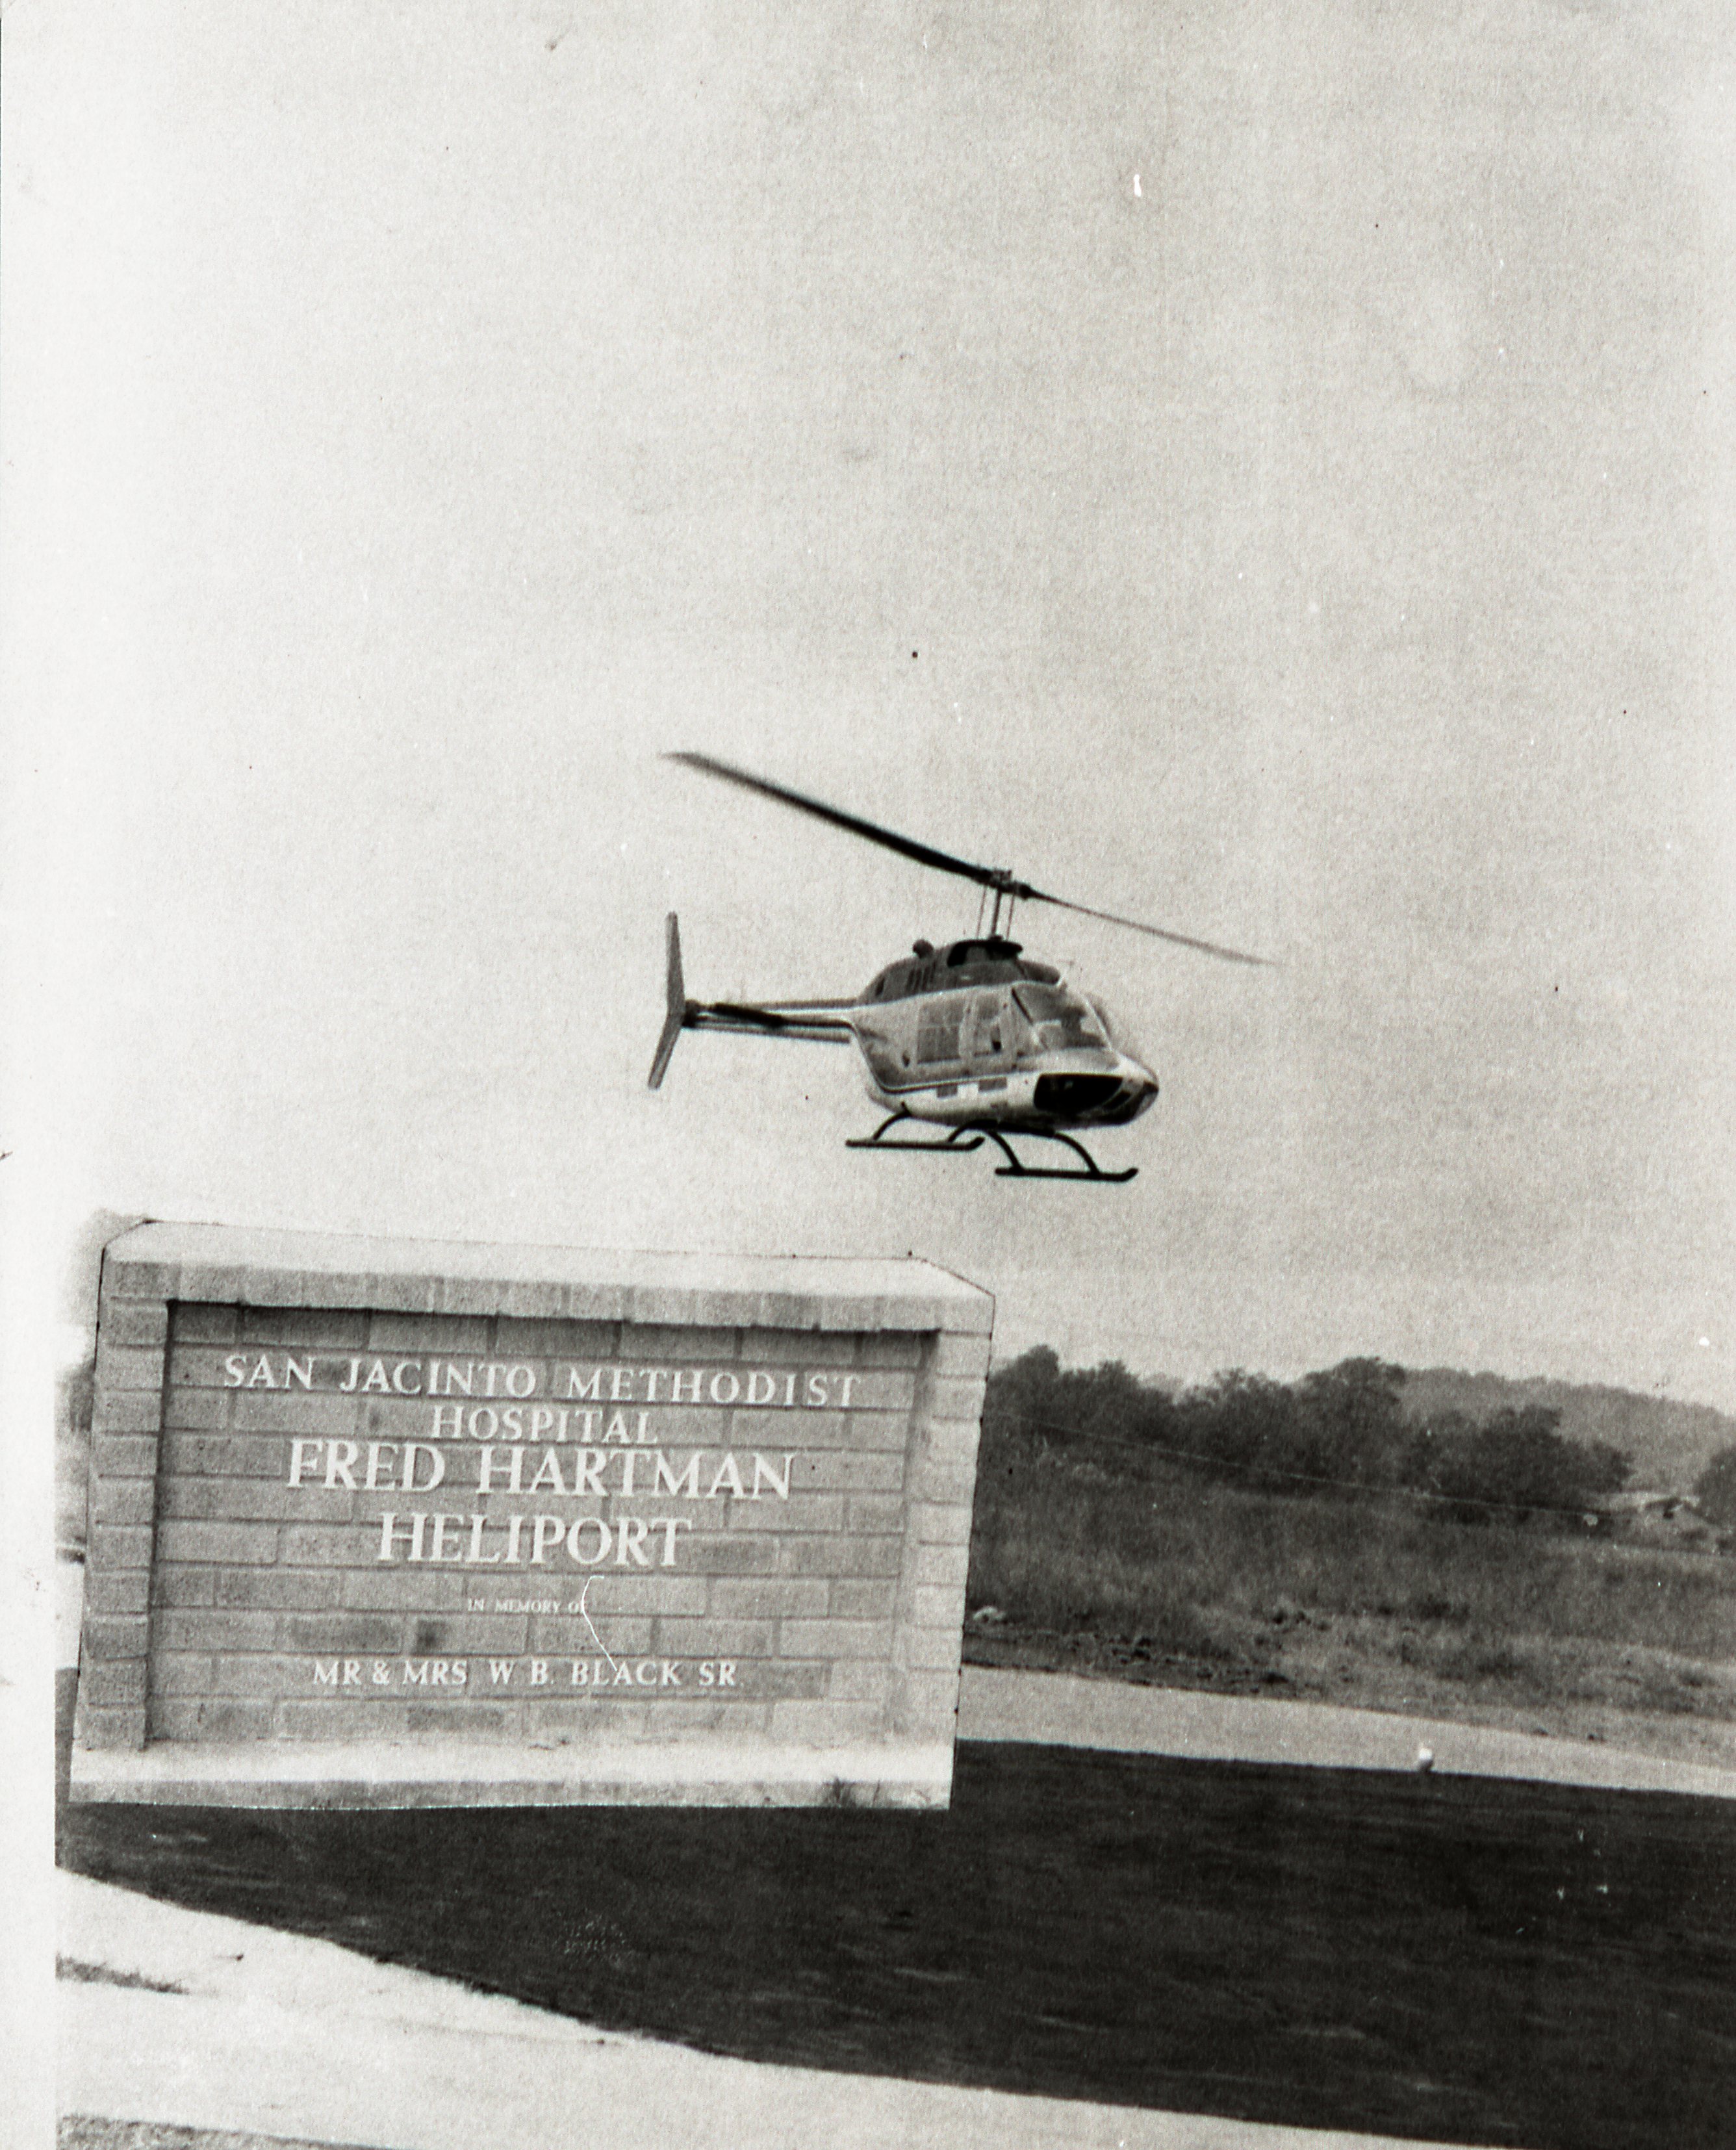 SAN JACINTO METHODIST
HOSPITAL
FRED HARTMAN
HELIPORT
IN MEMORY OF
MR & MRS W B. BLACK SR.